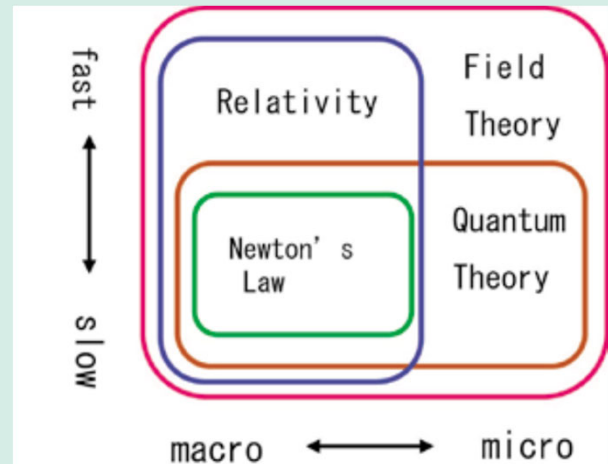 fast
slow
Relativity
Field
Theory
Newton's
Law
Quantum
Theory
macro
micro